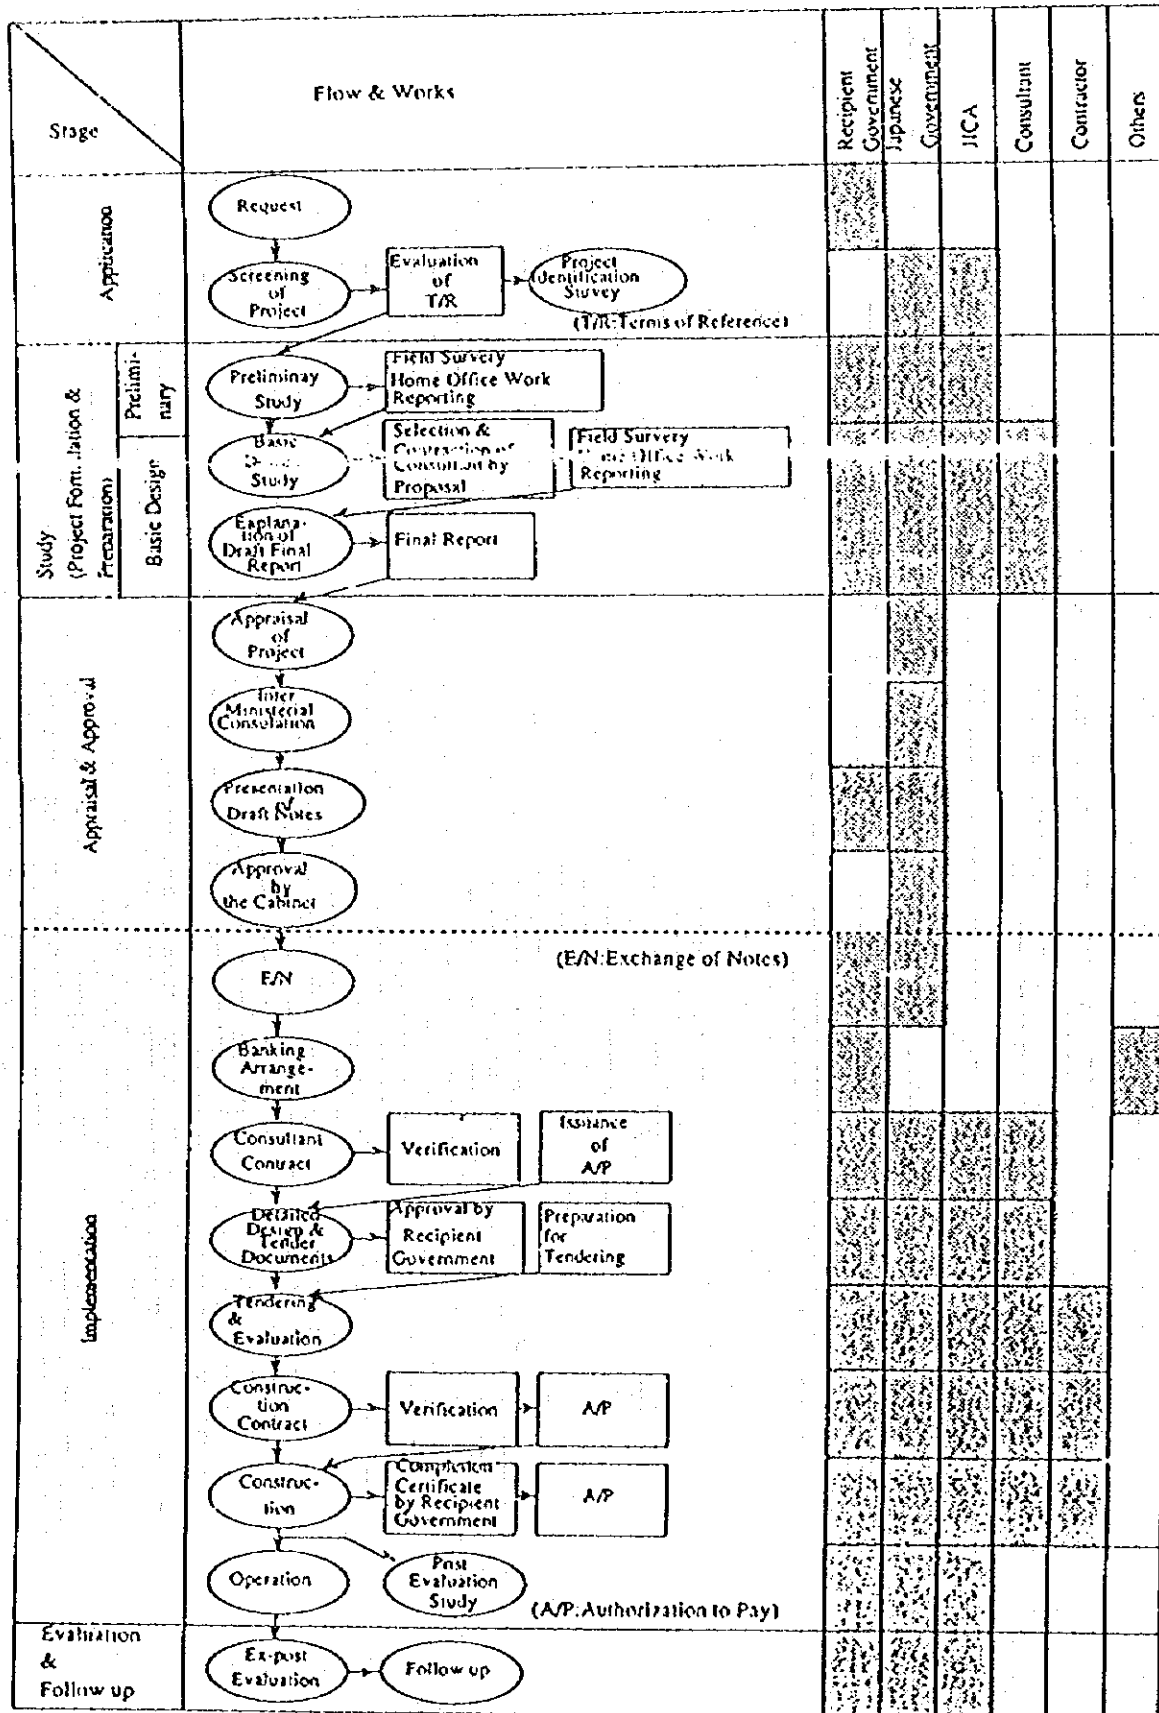 Stage
Flow & Works
Recipient
Government
Japanese
Government
JICA
Consultant
Contractor
Others
Application
Request
Screening
of
Project
Evaluation
of
T/R
Project
Identification
Survey
(T/R:Terms of Reference)
Study
(Project Formulation &
Preparation)
Prelimi-
nary
Preliminay
Study
Field Survery
Home Office Work
Reporting
Basic Design
Basic
Study
Selection &
Contraction of
Consultant by
Proposal
Field Survery
Home Office Work
Reporting
Explana-
tion of
Draft Final
Report
Final Report
Appraisal & Approval
Appraisal
of
Project
Inter
Ministerial
Consulation
Presentation
of
Draft Notes
Approval
by
the Cabinet
Implementation
E/N
(E/N:Exchange of Notes)
Banking
Arrange-
ment
Consultant
Contract
Verification
Issuance
of
A/P
Detailed
Design &
Tender
Documents
Approval by
Recipient
Government
Preparation
for
Tendering
Tendering
&
Evaluation
Construc-
tion
Contract
Verification
A/P
Construc-
tion
Completion
Certificate
by Recipient
Government
A/P
Operation
Post
Evaluation
Study
(A/P:Authorization to Pay)
Evaluation
&
Follow up
Ex-post
Evaluation
Follow up